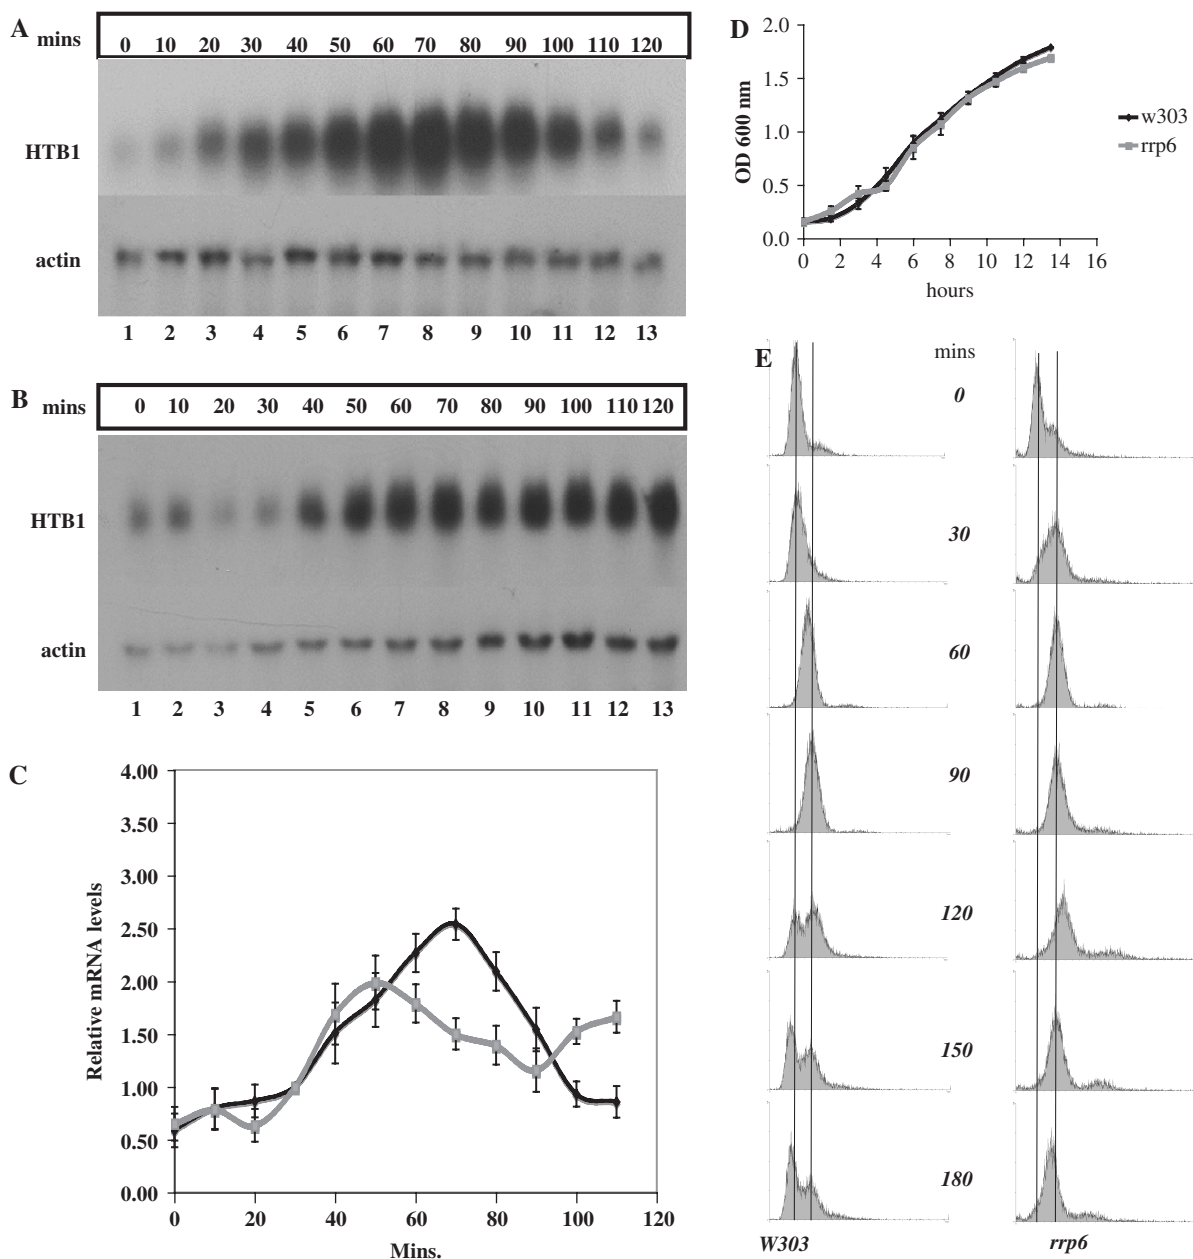 A
mins 0 10 20 30 40 50 60 70 80 90 100 110 120
HTB1
actin
1 2 3 4 5 6 7 8 9 10 11 12 13
B
mins 0 10 20 30 40 50 60 70 80 90 100 110 120
HTB1
actin
1 2 3 4 5 6 7 8 9 10 11 12 13
C
4.00
3.50
3.00
2.50
2.00
1.50
1.00
0.50
0.00
Relative mRNA levels
0 20 40 60 80 100 120
Mins.
D
2.0
1.5
1.0
0.5
0.0
OD 600 nm
0 2 4 6 8 10 12 14 16
hours
w303
rrp6
E
mins
0
30
60
90
120
150
180
W303
rrp6